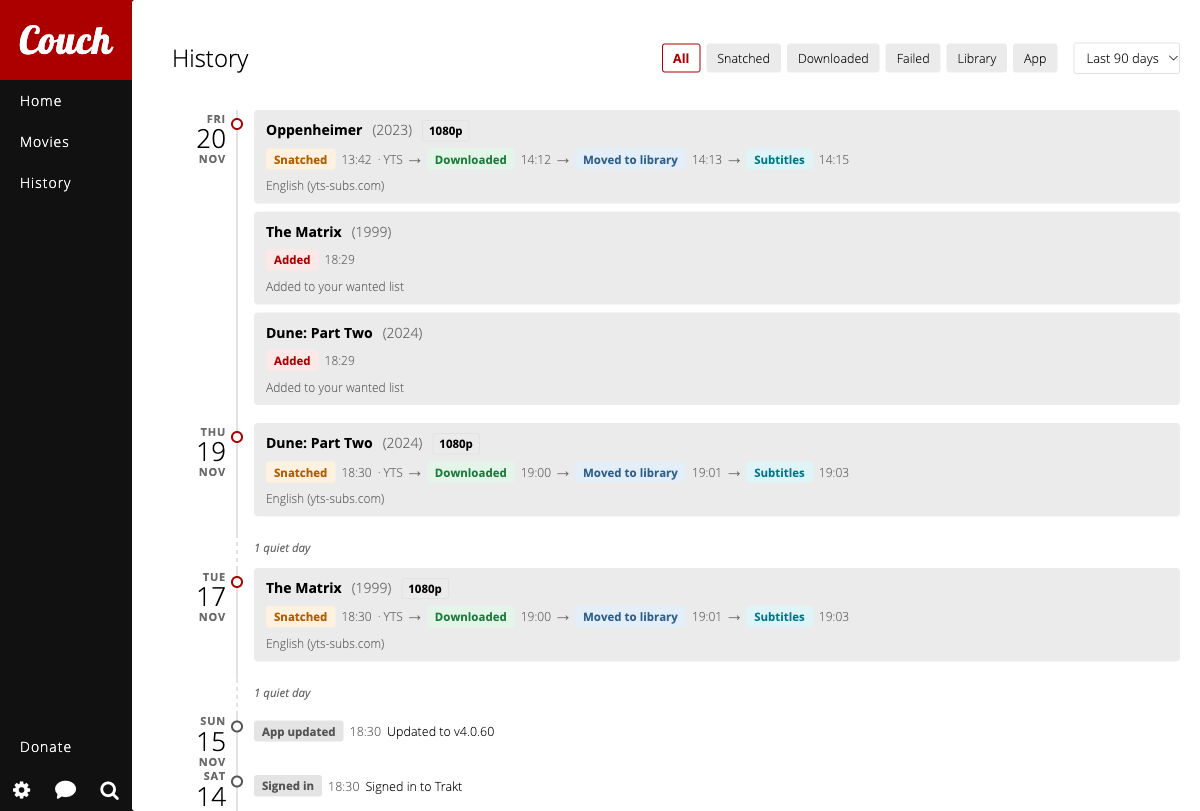 Couch
Home
Movies
History
Donate
History
All Snatched Downloaded Failed Library App Last 90 days
FRI
20
NOV
Oppenheimer (2023) 1080p
Snatched 13:42 · YTS → Downloaded 14:12 → Moved to library 14:13 → Subtitles 14:15
English (yts-subs.com)
The Matrix (1999)
Added 18:29
Added to your wanted list
Dune: Part Two (2024)
Added 18:29
Added to your wanted list
THU
19
NOV
Dune: Part Two (2024) 1080p
Snatched 18:30 · YTS → Downloaded 19:00 → Moved to library 19:01 → Subtitles 19:03
English (yts-subs.com)
1 quiet day
TUE
17
NOV
The Matrix (1999) 1080p
Snatched 18:30 · YTS → Downloaded 19:00 → Moved to library 19:01 → Subtitles 19:03
English (yts-subs.com)
1 quiet day
SUN
15
NOV
App updated 18:30 Updated to v4.0.60
SAT
14
Signed in 18:30 Signed in to Trakt